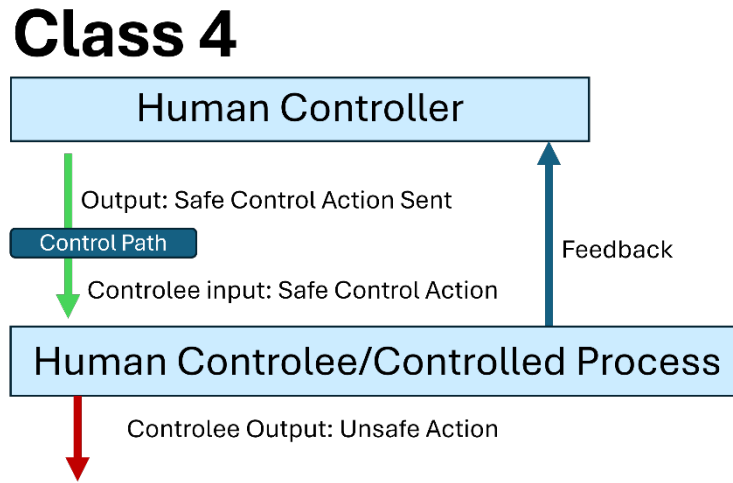 Class 4
Human Controller
Output: Safe Control Action Sent
Control Path
Feedback
Controlee input: Safe Control Action
Human Controlee/Controlled Process
Controlee Output: Unsafe Action